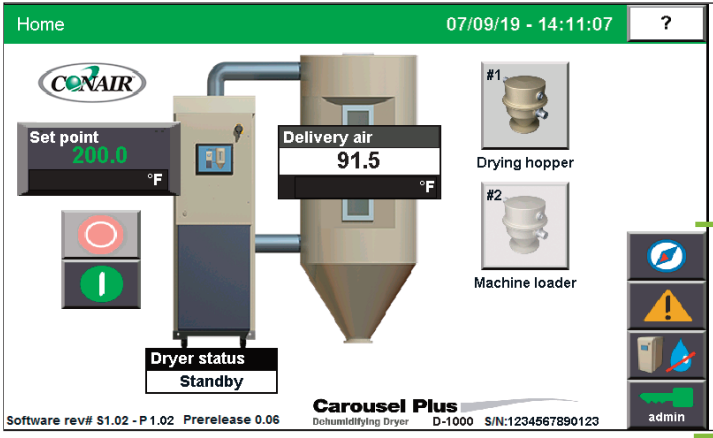 Home
07/09/19 - 14:11:07
?
CONAIR
#1
Set point
200.0
°F
Delivery air
91.5
°F
Drying hopper
#2
Machine loader
Dryer status
Standby
Carousel Plus
Dehumidifying Dryer D-1000 S/N:1234567890123
Software rev# S1.02 - P1.02 Prerelease 0.06
admin